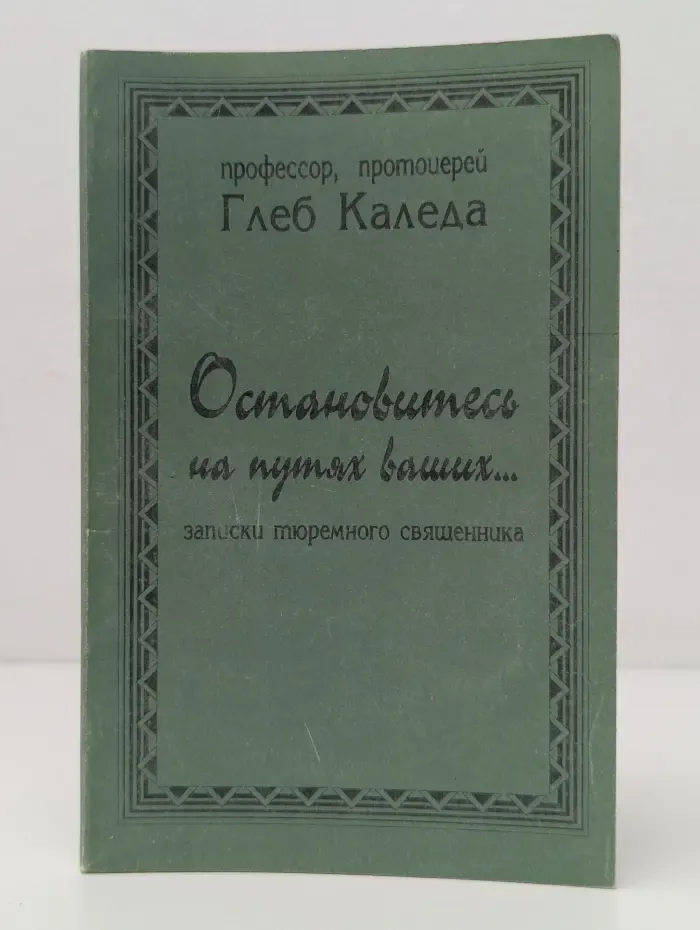 профессор, протоиерей
Глеб Каледа
Остановитесь
на путях ваших...
записки тюремного священника